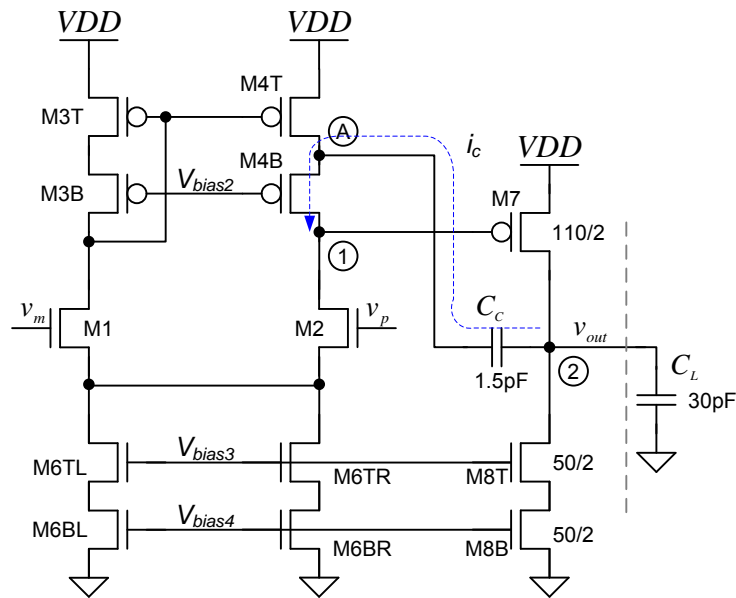 VDD
VDD
M3T
M4T
A
i_c
VDD
M3B
V_bias2
M4B
M7
1
110/2
v_m
M1
M2
v_p
C_C
v_out
2
1.5pF
C_L
30pF
M6TL
V_bias3
M6TR
M8T
50/2
M6BL
V_bias4
M6BR
M8B
50/2